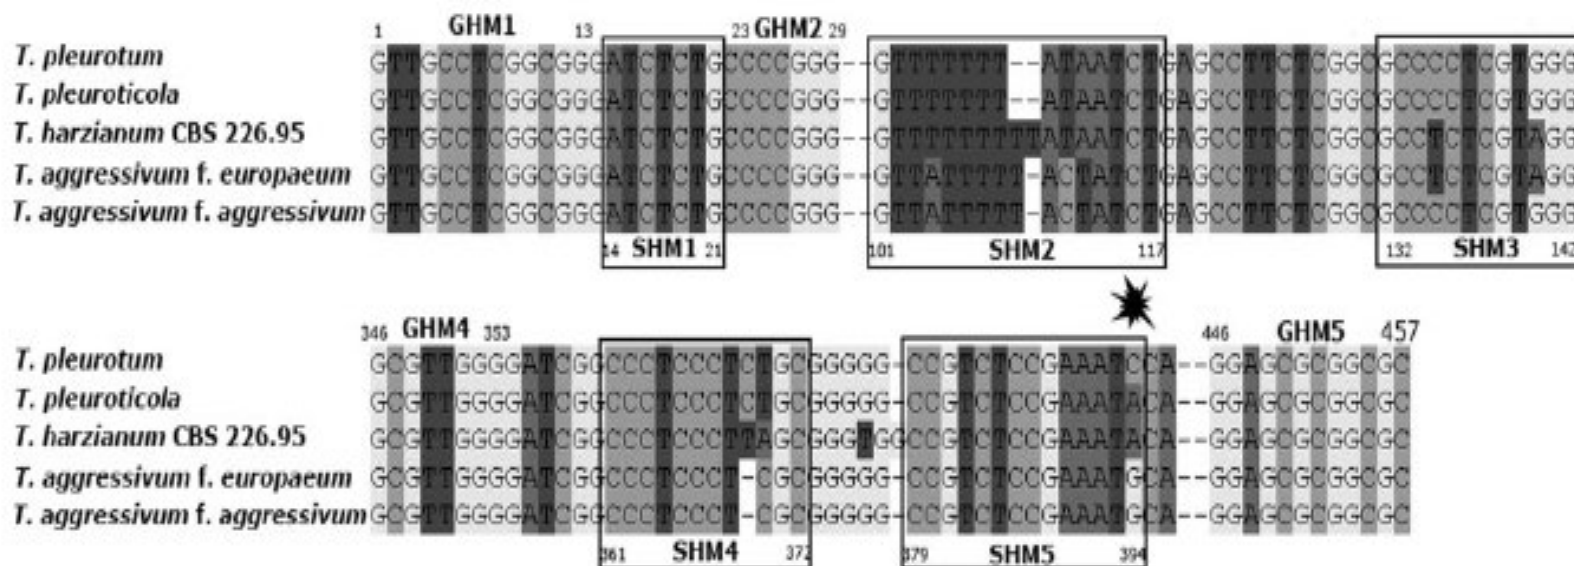 1 GHM1 13 23 GHM2 29
T. pleurotum GTTGCCTCGGCGGGATCTCTGCCCCGGG--GTTTTTTT--ATAATCTGAGCCTTCTCGGCGCCCCTCGTGGG
T. pleuroticola GTTGCCTCGGCGGGATCTCTGCCCCGGG--GTTTTTTT--ATAATCTGAGCCTTCTCGGCGCCCCTCGTGGG
T. harzianum CBS 226.95 GTTGCCTCGGCGGGATCTCTGCCCCGGG--GTTTTTTTTTATAATCTGAGCCTTCTCGGCGCCTCTCGTAGG
T. aggressivum f. europaeum GTTGCCTCGGCGGGATCTCTGCCCCGGG--GTTATTTTT-ACTATCTGAGCCTTCTCGGCGCCTCTCGTAGG
T. aggressivum f. aggressivum GTTGCCTCGGCGGGATCTCTGCCCCGGG--GTTATTTTT-ACTATCTGAGCCTTCTCGGCGCCCCTCGTGGG
14 SHM1 21 101 SHM2 117 132 SHM3 142
346 GHM4 353 446 GHM5 457
T. pleurotum GCGTTGGGGATCGGCCCTCCCTCTGCGGGGG-CCGTCTCCGAAATCCA--GGAGCGCGGCGC
T. pleuroticola GCGTTGGGGATCGGCCCTCCCTCTGCGGGGG-CCGTCTCCGAAATACA--GGAGCGCGGCGC
T. harzianum CBS 226.95 GCGTTGGGGATCGGCCCTCCCTTAGCGGGTGGCCGTCTCCGAAATACA--GGAGCGCGGCGC
T. aggressivum f. europaeum GCGTTGGGGATCGGCCCTCCCT-CGCGGGGG-CCGTCTCCGAAATGCA--GGAGCGCGGCGC
T. aggressivum f. aggressivum GCGTTGGGGATCGGCCCTCCCT-CGCGGGGG-CCGTCTCCGAAATGCA--GGAGCGCGGCGC
361 SHM4 372 379 SHM5 394